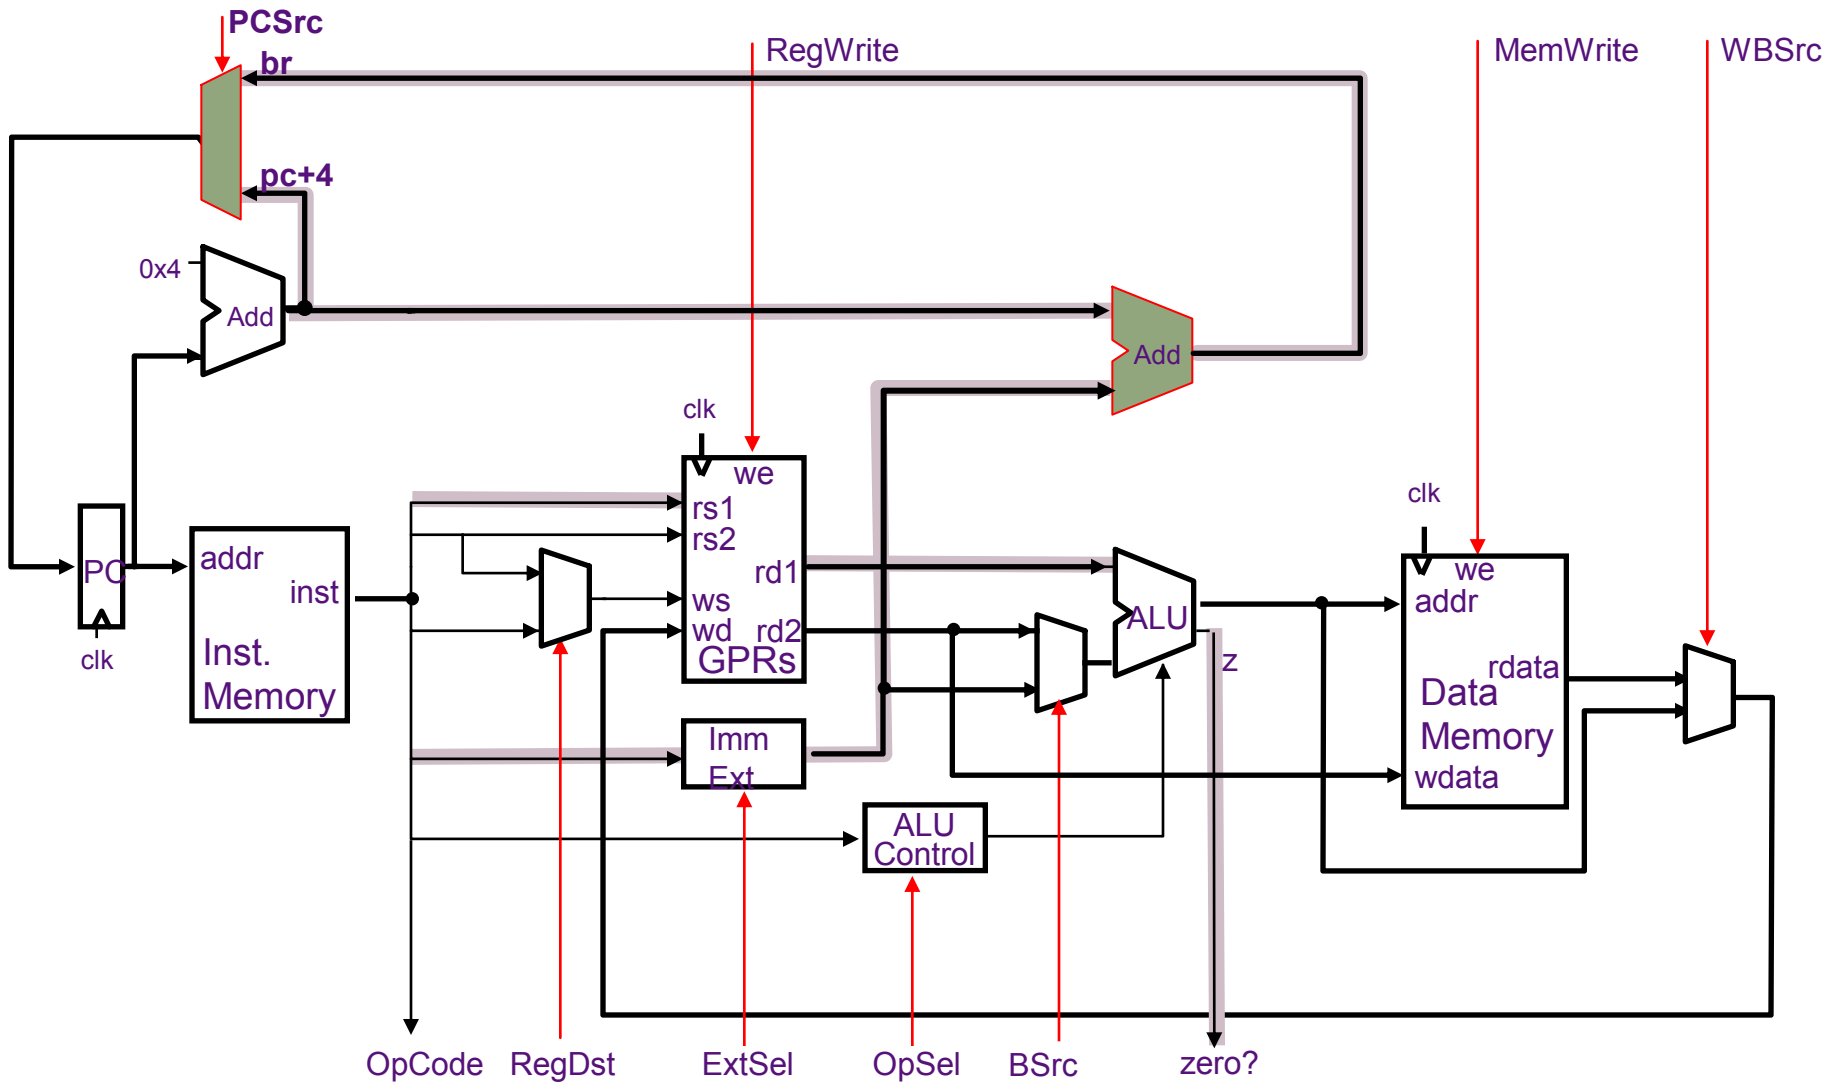 PCSrc
br
RegWrite
MemWrite
WBSrc
pc+4
0x4
Add
Add
clk
we
rs1
rs2
rd1
ws
wd
rd2
GPRs
PC
clk
addr
inst
Inst.
Memory
Imm
Ext
ALU
Control
ALU
z
clk
we
addr
rdata
Data
Memory
wdata
OpCode
RegDst
ExtSel
OpSel
BSrc
zero?